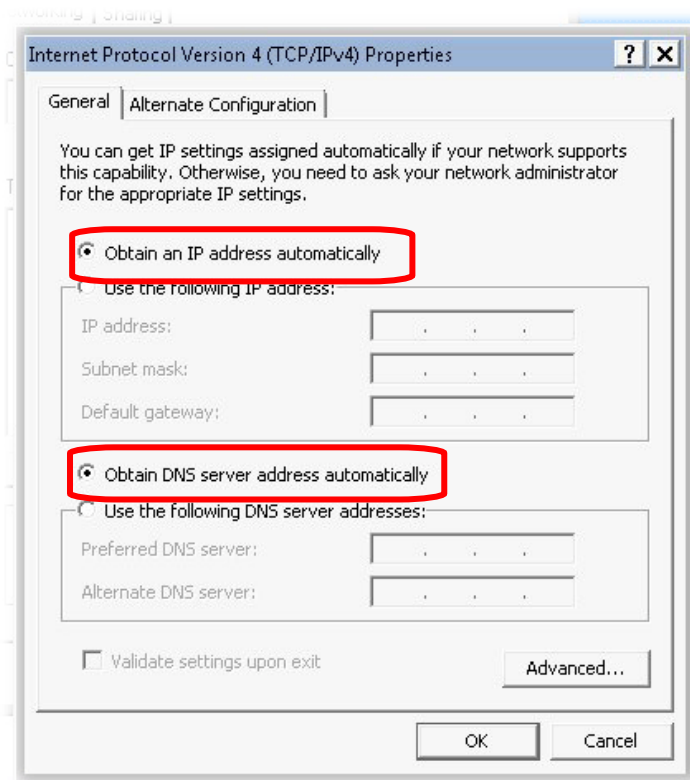 Sharing
Internet Protocol Version 4 (TCP/IPv4) Properties
General
Alternate Configuration
You can get IP settings assigned automatically if your network supports
this capability. Otherwise, you need to ask your network administrator
for the appropriate IP settings.
Obtain an IP address automatically
Use the following IP address:
IP address:
Subnet mask:
Default gateway:
Obtain DNS server address automatically
Use the following DNS server addresses:
Preferred DNS server:
Alternate DNS server:
Validate settings upon exit
Advanced...
OK
Cancel